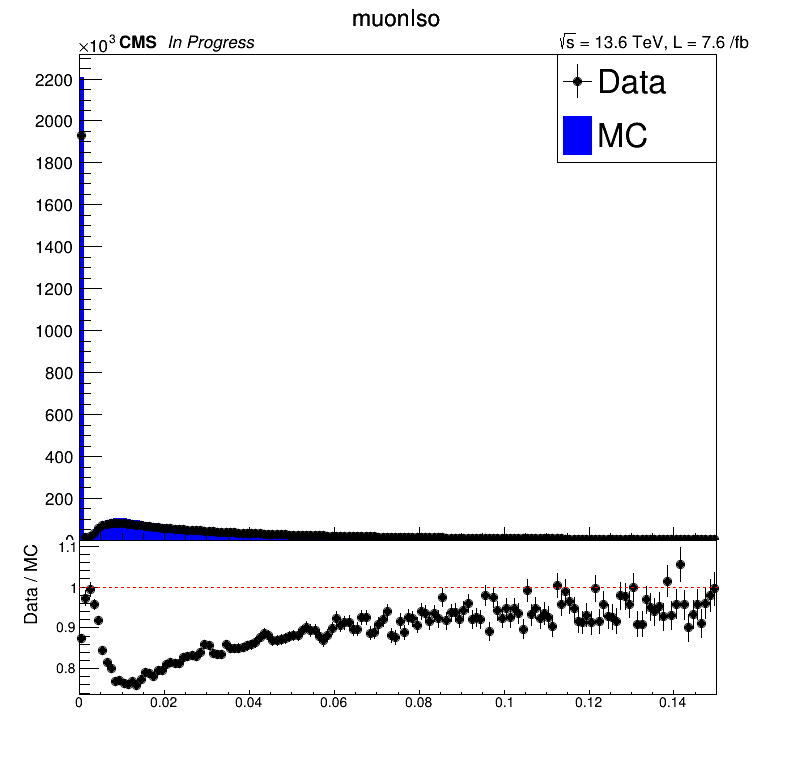 muonIso
×10³ CMS In Progress √s = 13.6 TeV, L = 7.6 /fb
2200
2000
1800
1600
1400
1200
1000
800
600
400
200
0
Data
MC
Data / MC
1.1
1
0.9
0.8
0 0.02 0.04 0.06 0.08 0.1 0.12 0.14